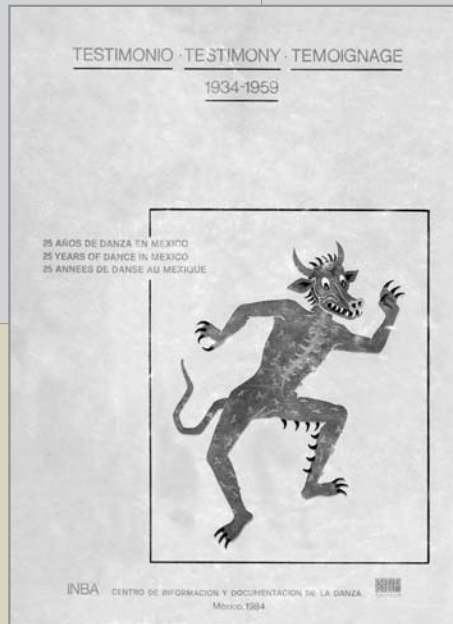 TESTIMONIO · TESTIMONY · TEMOIGNAGE
1934-1959
25 AÑOS DE DANZA EN MEXICO
25 YEARS OF DANCE IN MEXICO
25 ANNEES DE DANSE AU MEXIQUE
INBA CENTRO DE INFORMACION Y DOCUMENTACION DE LA DANZA
México, 1984